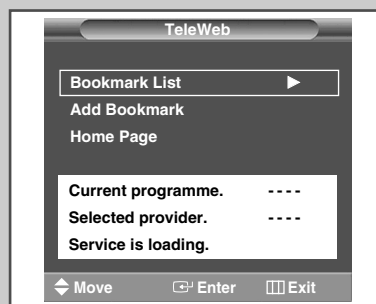 TeleWeb
Bookmark List
Add Bookmark
Home Page
Current programme. ----
Selected provider. ----
Service is loading.
Move Enter Exit